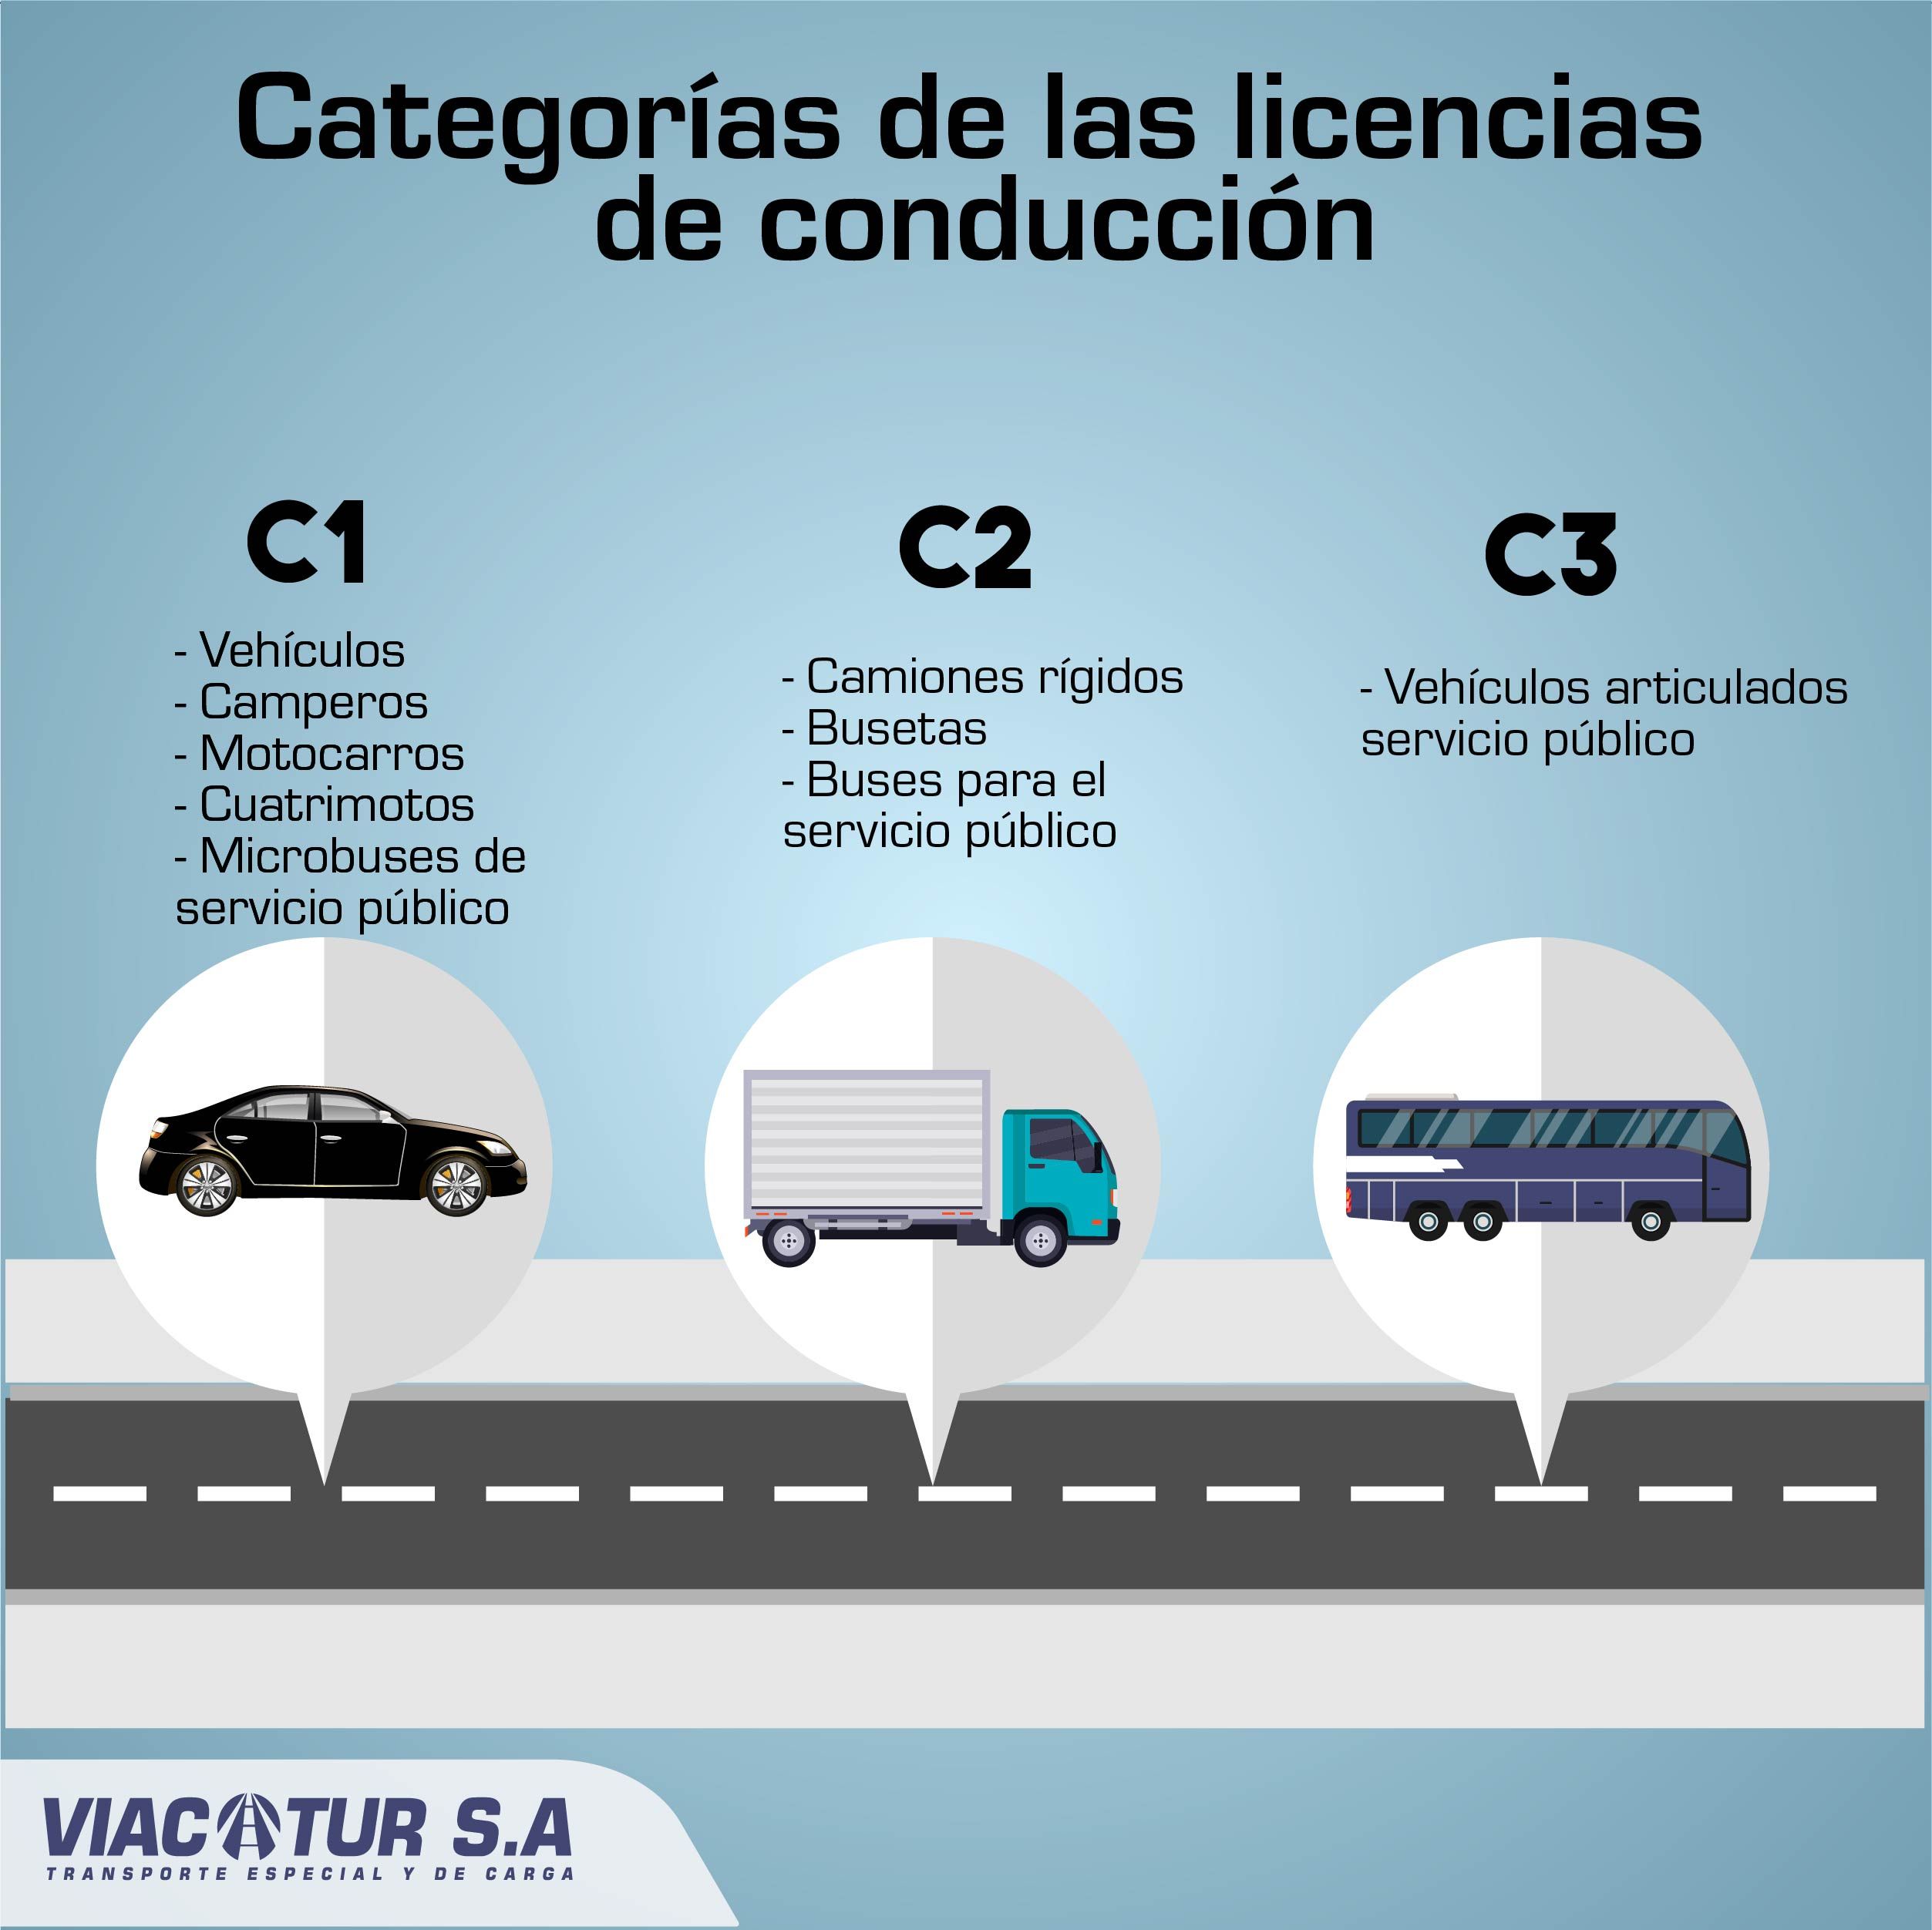 Categorías de las licencias
de conducción
C1
- Vehículos
- Camperos
- Motocarros
- Cuatrimotos
- Microbuses de
servicio público
C2
- Camiones rígidos
- Busetas
- Buses para el
servicio público
C3
- Vehículos articulados
servicio público
VIACOTUR S.A
TRANSPORTE ESPECIAL Y DE CARGA